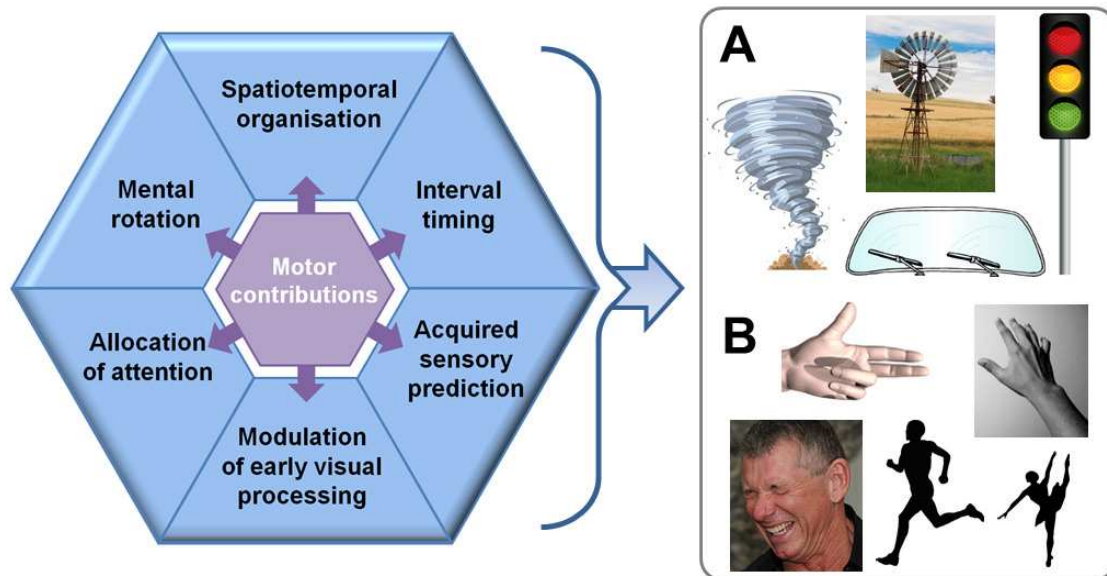 Spatiotemporal
organisation
Mental
rotation
Interval
timing
Motor
contributions
Allocation
of attention
Acquired
sensory
prediction
Modulation
of early visual
processing
A
B